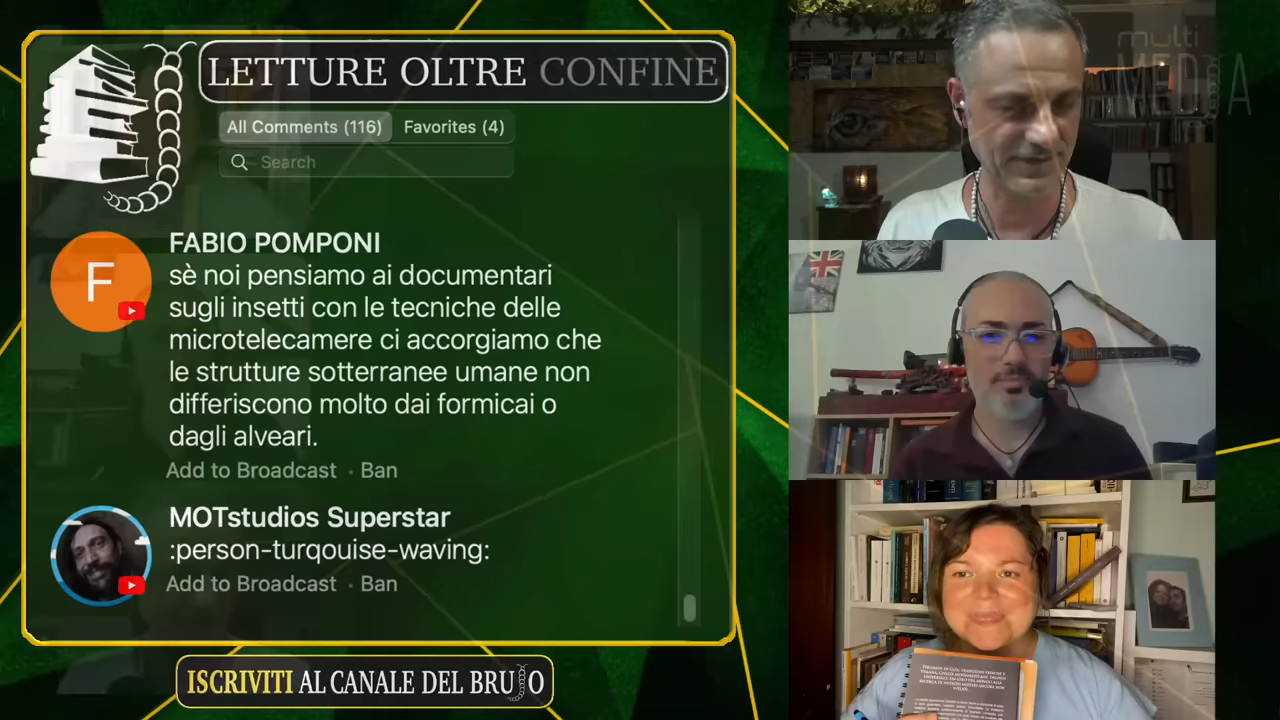 LETTURE OLTRE CONFINE
All Comments (116) Favorites (4)
Search
FABIO POMPONI
sè noi pensiamo ai documentari
sugli insetti con le tecniche delle
microtelecamere ci accorgiamo che
le strutture sotterranee umane non
differiscono molto dai formicai o
dagli alveari.
Add to Broadcast · Ban
MOTstudios Superstar
:person-turqouise-waving:
Add to Broadcast · Ban
ISCRIVITI AL CANALE DEL BRUJO
multi
MEDIA
F